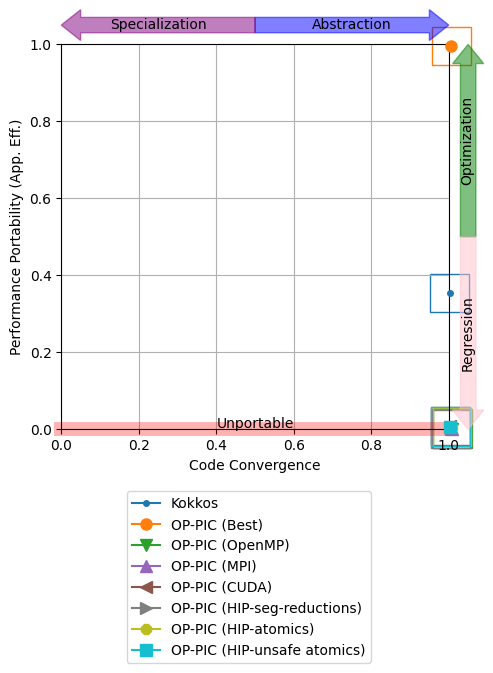 Specialization
Abstraction
1.0
0.8
0.6
0.4
0.2
0.0
Performance Portability (App. Eff.)
Optimization
Regression
Unportable
0.0 0.2 0.4 0.6 0.8 1.0
Code Convergence
Kokkos
OP-PIC (Best)
OP-PIC (OpenMP)
OP-PIC (MPI)
OP-PIC (CUDA)
OP-PIC (HIP-seg-reductions)
OP-PIC (HIP-atomics)
OP-PIC (HIP-unsafe atomics)